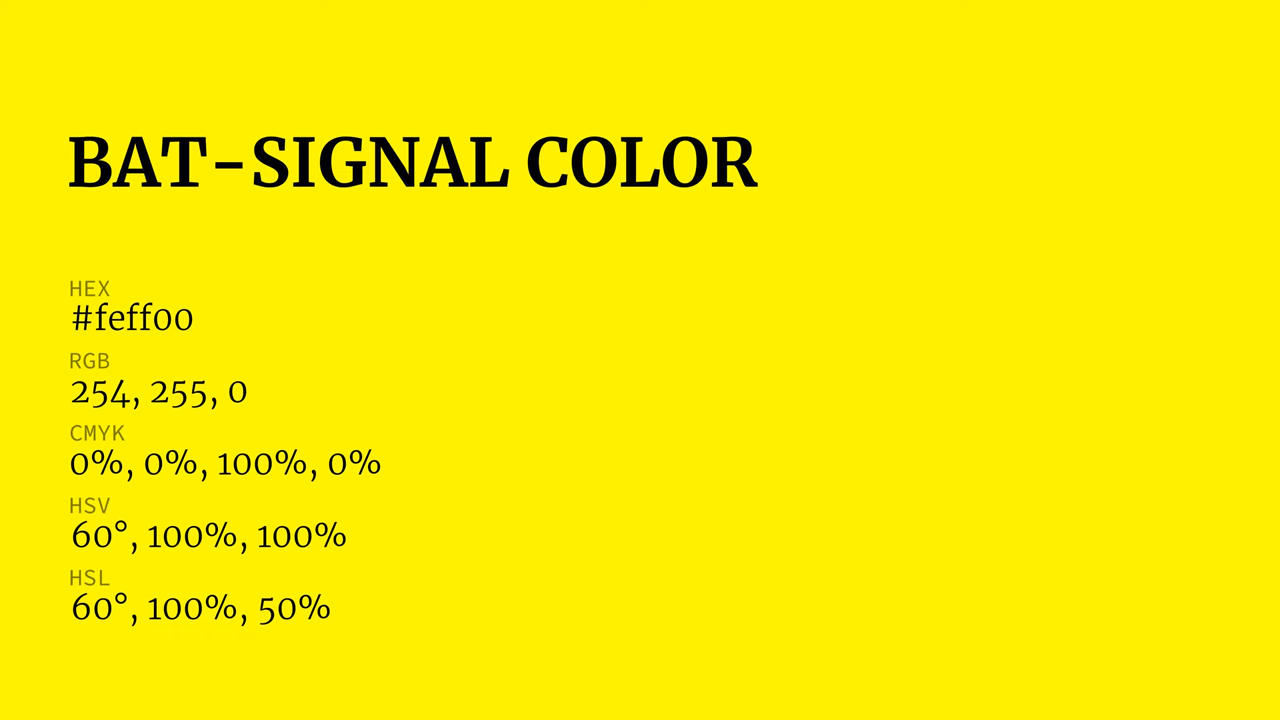 BAT-SIGNAL COLOR
HEX
#feff00
RGB
254, 255, 0
CMYK
0%, 0%, 100%, 0%
HSV
60°, 100%, 100%
HSL
60°, 100%, 50%